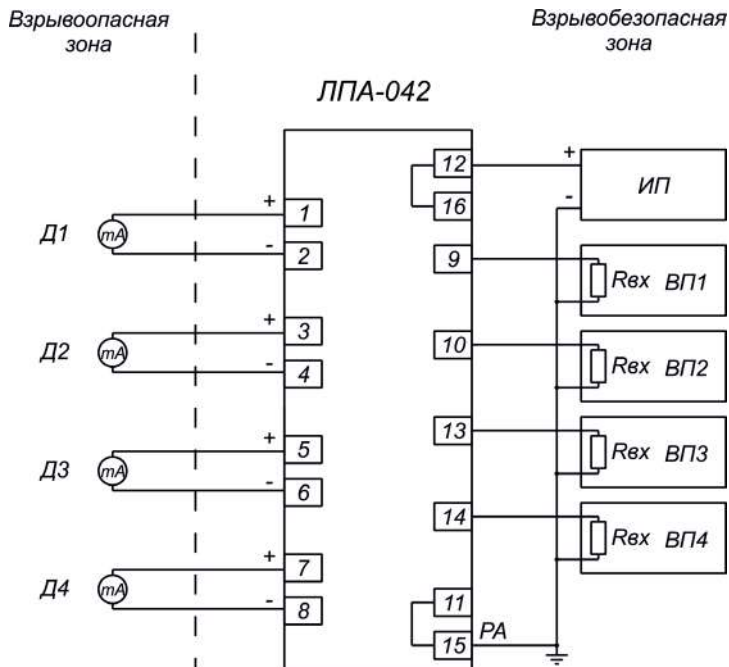 Взрывоопасная
зона
Взрывобезопасная
зона
ЛПА-042
Д1
mA
+
-
1
2
Д2
mA
+
-
3
4
Д3
mA
+
-
5
6
Д4
mA
+
-
7
8
12
16
9
10
13
14
11
15
PA
+
-
ИП
Rвх ВП1
Rвх ВП2
Rвх ВП3
Rвх ВП4